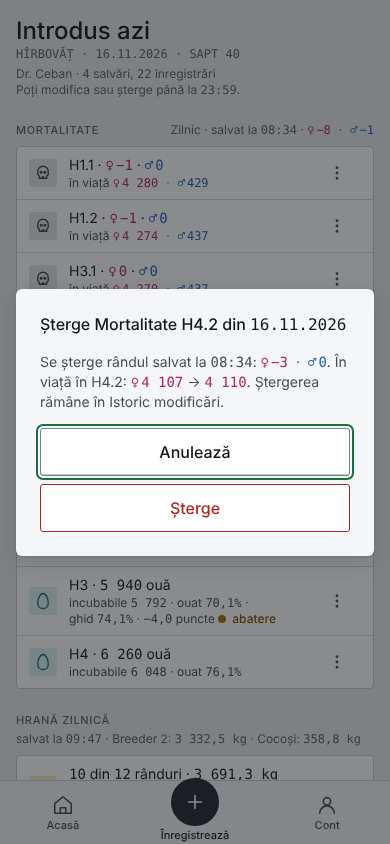 Introdus azi
HÎRBOVĂȚ · 16.11.2026 · SAPT 40
Dr. Ceban · 4 salvări, 22 înregistrări
Poți modifica sau șterge până la 23:59.
MORTALITATE Zilnic · salvat la 08:34 · ♀−8 · ♂−1
H1.1 · ♀−1 · ♂0
în viață ♀4 280 · ♂429
H1.2 · ♀−1 · ♂0
în viață ♀4 274 · ♂437
H3.1 · ♀0 · ♂0
Șterge Mortalitate H4.2 din 16.11.2026
Se șterge rândul salvat la 08:34: ♀−3 · ♂0. În
viață în H4.2: ♀4 107 → 4 110. Ștergerea
rămâne în Istoric modificări.
Anulează
Șterge
H3 · 5 940 ouă
incubabile 5 792 · ouat 70,1% ·
ghid 74,1% · −4,0 puncte abatere
H4 · 6 260 ouă
incubabile 6 048 · ouat 76,1%
HRANĂ ZILNICĂ
salvat la 09:47 · Breeder 2: 3 332,5 kg · Cocoși: 358,8 kg
10 din 12 rânduri · 3 691,3 kg
Acasă
Înregistrează
Cont